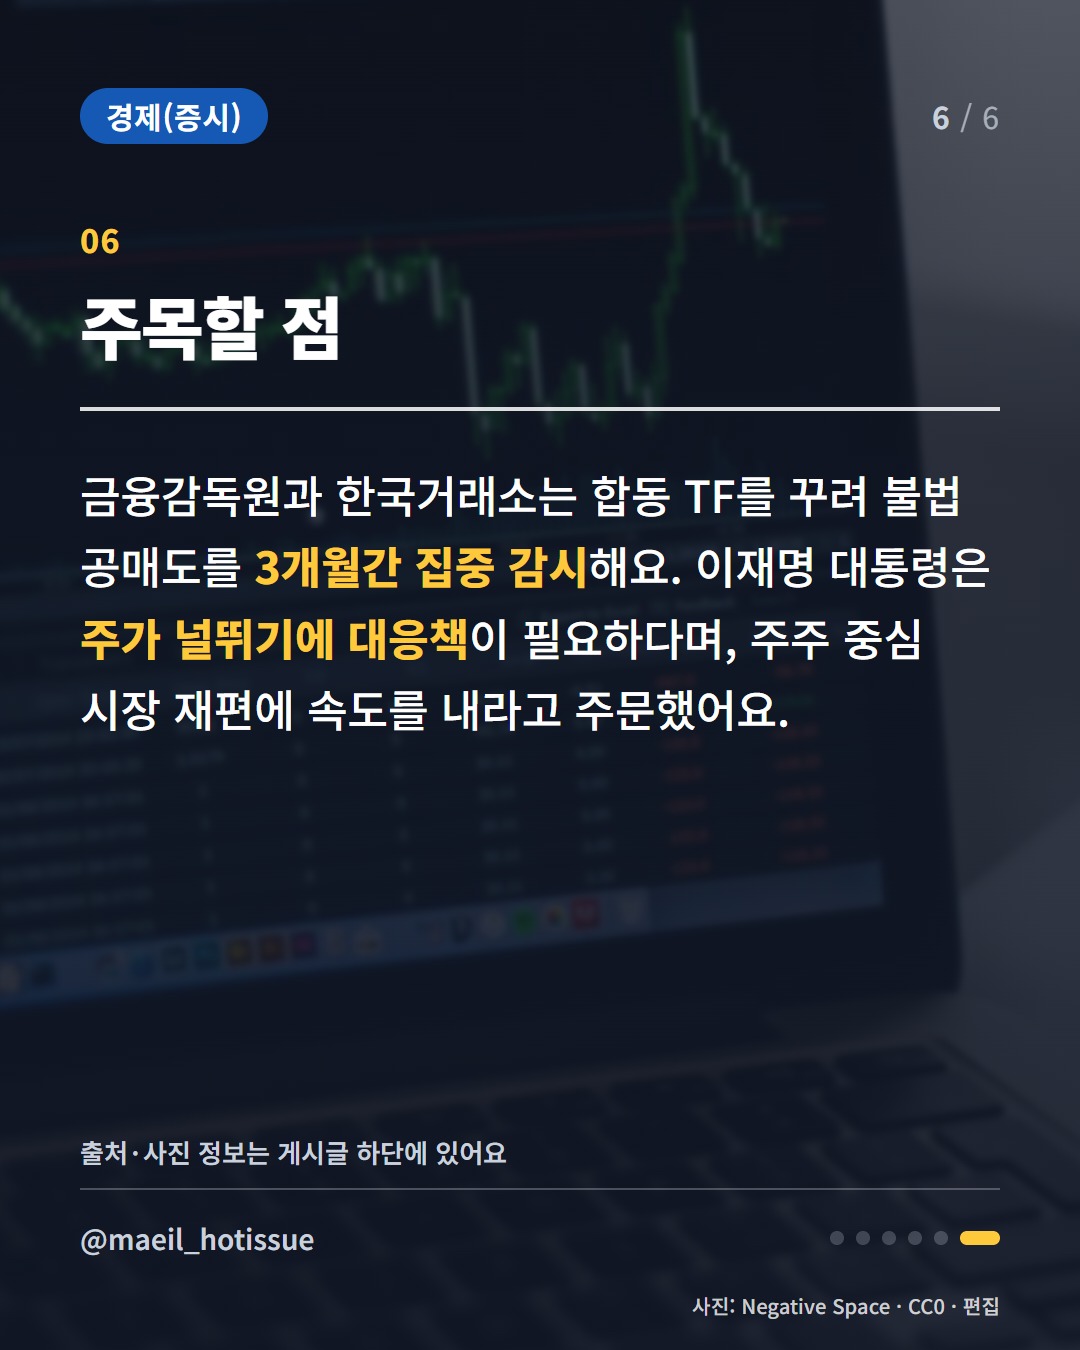 경제(증시)
6 / 6
06
주목할 점
금융감독원과 한국거래소는 합동 TF를 꾸려 불법
공매도를 3개월간 집중 감시해요. 이재명 대통령은
주가 널뛰기에 대응책이 필요하다며, 주주 중심
시장 재편에 속도를 내라고 주문했어요.
출처·사진 정보는 게시글 하단에 있어요
@maeil_hotissue
사진: Negative Space · CC0 · 편집